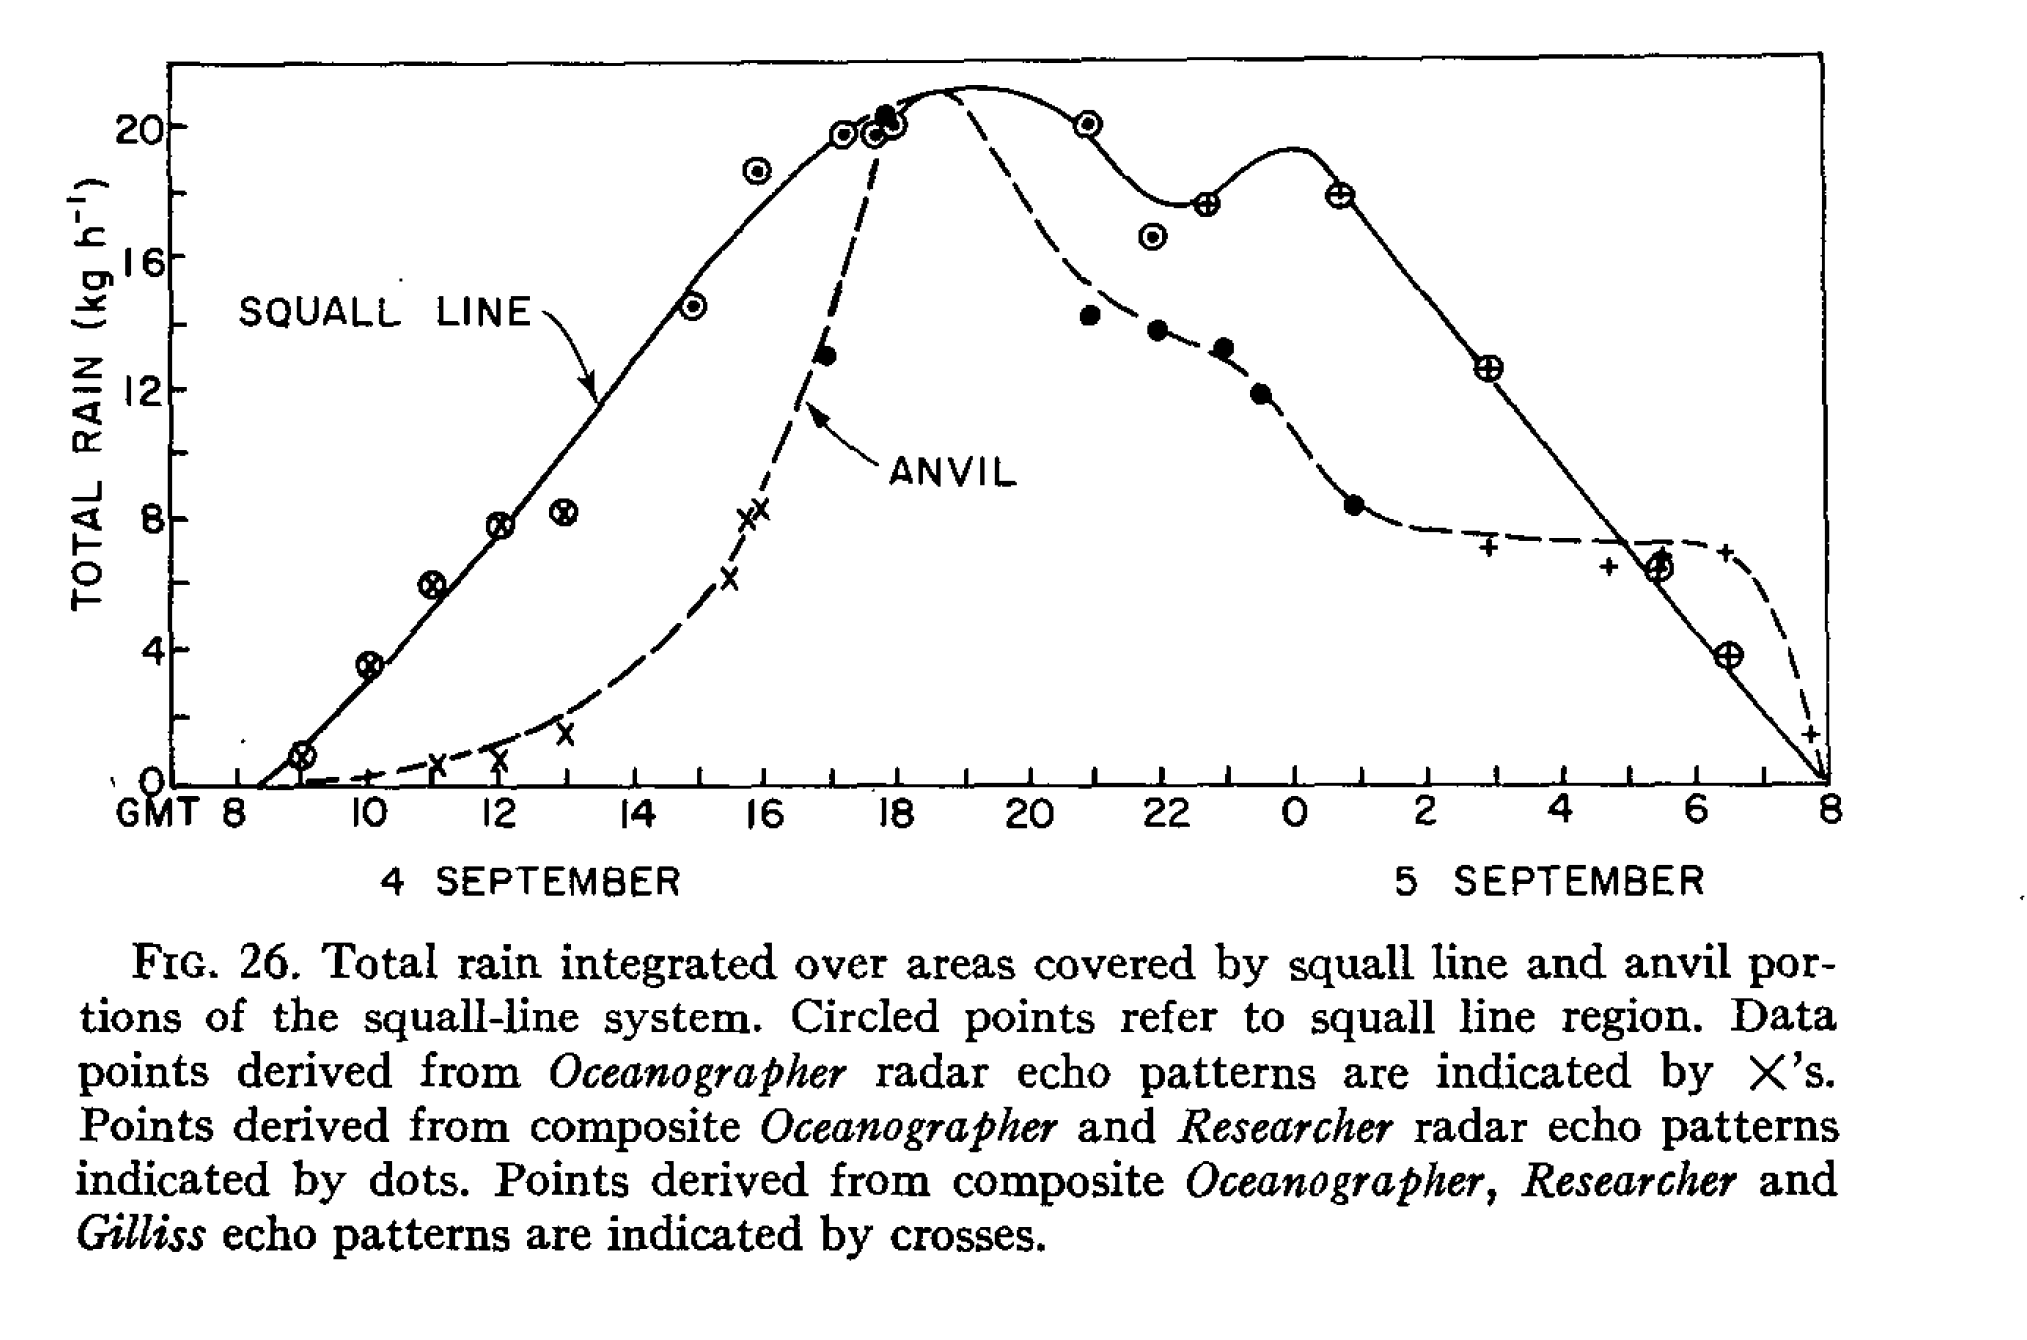 TOTAL RAIN (kg h⁻¹)
20
16
12
8
4
0
SQUALL LINE
ANVIL
GMT 8 10 12 14 16 18 20 22 0 2 4 6 8
4 SEPTEMBER 5 SEPTEMBER
FIG. 26. Total rain integrated over areas covered by squall line and anvil por-
tions of the squall-line system. Circled points refer to squall line region. Data
points derived from Oceanographer radar echo patterns are indicated by ×'s.
Points derived from composite Oceanographer and Researcher radar echo patterns
indicated by dots. Points derived from composite Oceanographer, Researcher and
Gilliss echo patterns are indicated by crosses.